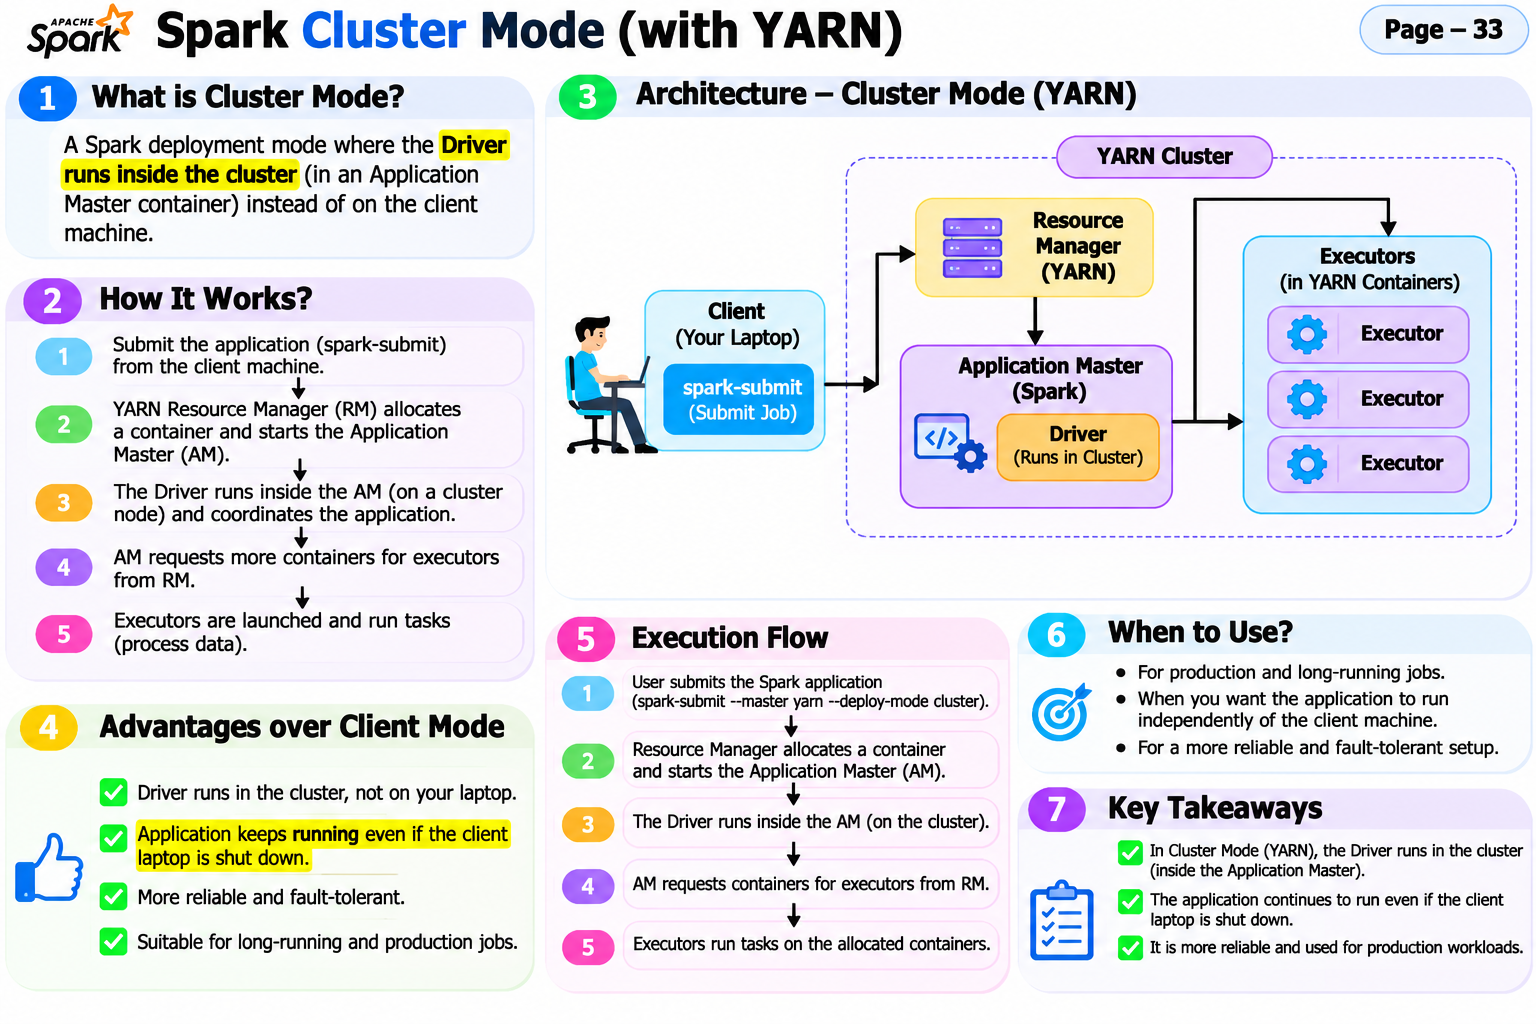 APACHE
Spark
Spark Cluster Mode (with YARN)
Page – 33
1
What is Cluster Mode?
A Spark deployment mode where the Driver
runs inside the cluster (in an Application
Master container) instead of on the client
machine.
2
How It Works?
1
Submit the application (spark-submit)
from the client machine.
2
YARN Resource Manager (RM) allocates
a container and starts the Application
Master (AM).
3
The Driver runs inside the AM (on a cluster
node) and coordinates the application.
4
AM requests more containers for executors
from RM.
5
Executors are launched and run tasks
(process data).
3
Architecture – Cluster Mode (YARN)
YARN Cluster
Client
(Your Laptop)
spark-submit
(Submit Job)
Resource
Manager
(YARN)
Application Master
(Spark)
</>
Driver
(Runs in Cluster)
Executors
(in YARN Containers)
Executor
Executor
Executor
4
Advantages over Client Mode
Driver runs in the cluster, not on your laptop.
Application keeps running even if the client
laptop is shut down.
More reliable and fault-tolerant.
Suitable for long-running and production jobs.
5
Execution Flow
1
User submits the Spark application
(spark-submit --master yarn --deploy-mode cluster).
2
Resource Manager allocates a container
and starts the Application Master (AM).
3
The Driver runs inside the AM (on the cluster).
4
AM requests containers for executors from RM.
5
Executors run tasks on the allocated containers.
6
When to Use?
• For production and long-running jobs.
• When you want the application to run
independently of the client machine.
• For a more reliable and fault-tolerant setup.
7
Key Takeaways
In Cluster Mode (YARN), the Driver runs in the cluster
(inside the Application Master).
The application continues to run even if the client
laptop is shut down.
It is more reliable and used for production workloads.